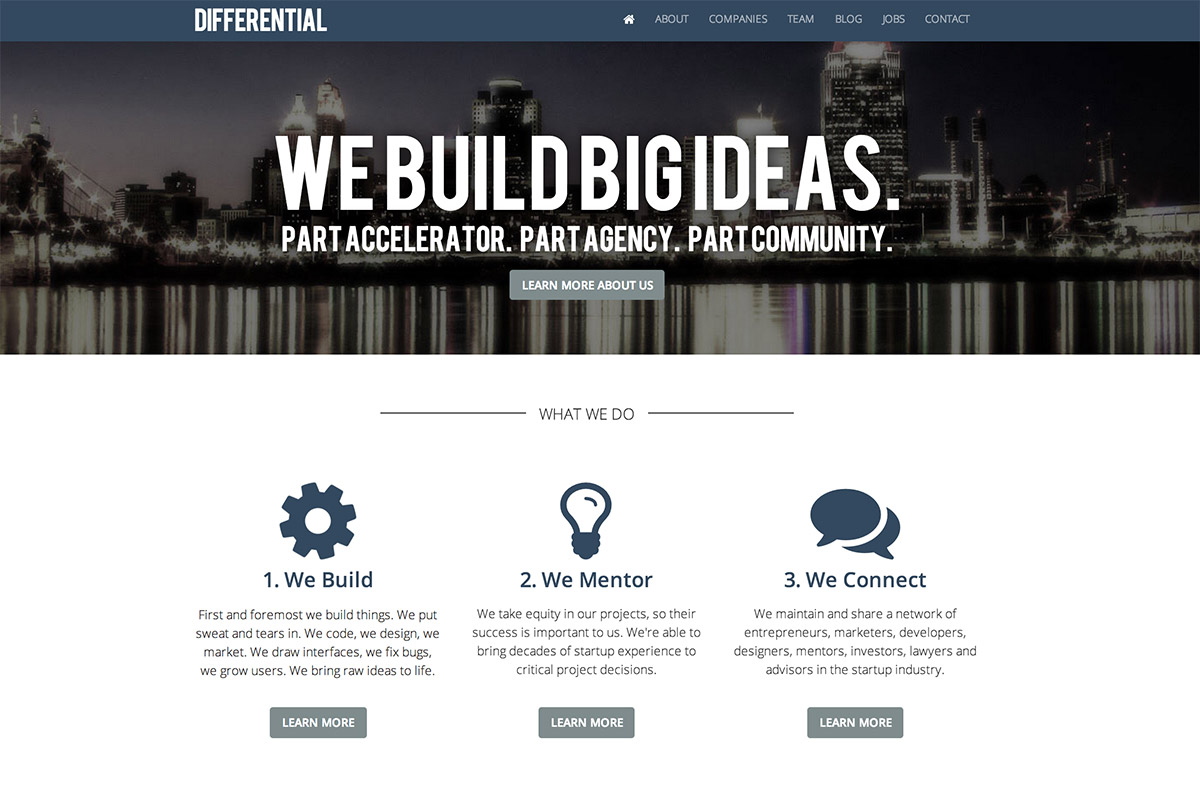 DIFFERENTIAL
ABOUT COMPANIES TEAM BLOG JOBS CONTACT
WE BUILD BIG IDEAS.
PART ACCELERATOR. PART AGENCY. PART COMMUNITY.
LEARN MORE ABOUT US
WHAT WE DO
1. We Build
First and foremost we build things. We put
sweat and tears in. We code, we design, we
market. We draw interfaces, we fix bugs,
we grow users. We bring raw ideas to life.
LEARN MORE
2. We Mentor
We take equity in our projects, so their
success is important to us. We're able to
bring decades of startup experience to
critical project decisions.
LEARN MORE
3. We Connect
We maintain and share a network of
entrepreneurs, marketers, developers,
designers, mentors, investors, lawyers and
advisors in the startup industry.
LEARN MORE